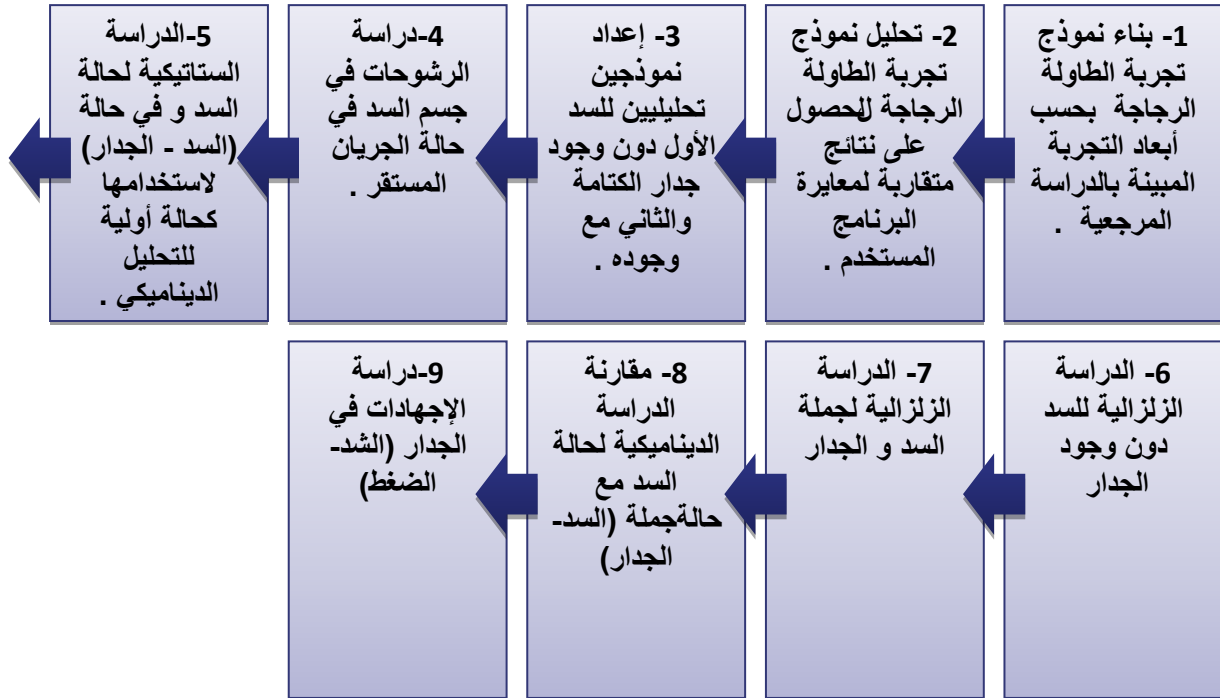 1- بناء نموذج
تجربة الطاولة
الرجاجة بحسب
أبعاد التجربة
المبينة بالدراسة
المرجعية .
2- تحليل نموذج
تجربة الطاولة
الرجاجة للحصول
على نتائج
متقاربة لمعايرة
البرنامج
المستخدم .
3- إعداد
نموذجين
تحليليين للسد
الأول دون وجود
جدار الكتامة
والثاني مع
وجوده .
4-دراسة
الرشوحات في
جسم السد في
حالة الجريان
المستقر .
5-الدراسة
الستاتيكية لحالة
السد و في حالة
(السد - الجدار)
لاستخدامها
كحالة أولية
للتحليل
الديناميكي .
6- الدراسة
الزلزالية للسد
دون وجود
الجدار
7- الدراسة
الزلزالية لجملة
السد و الجدار
8- مقارنة
الدراسة
الديناميكية لحالة
السد مع
حالةجملة (السد-
الجدار)
9-دراسة
الإجهادات في
الجدار (الشد-
الضغط)